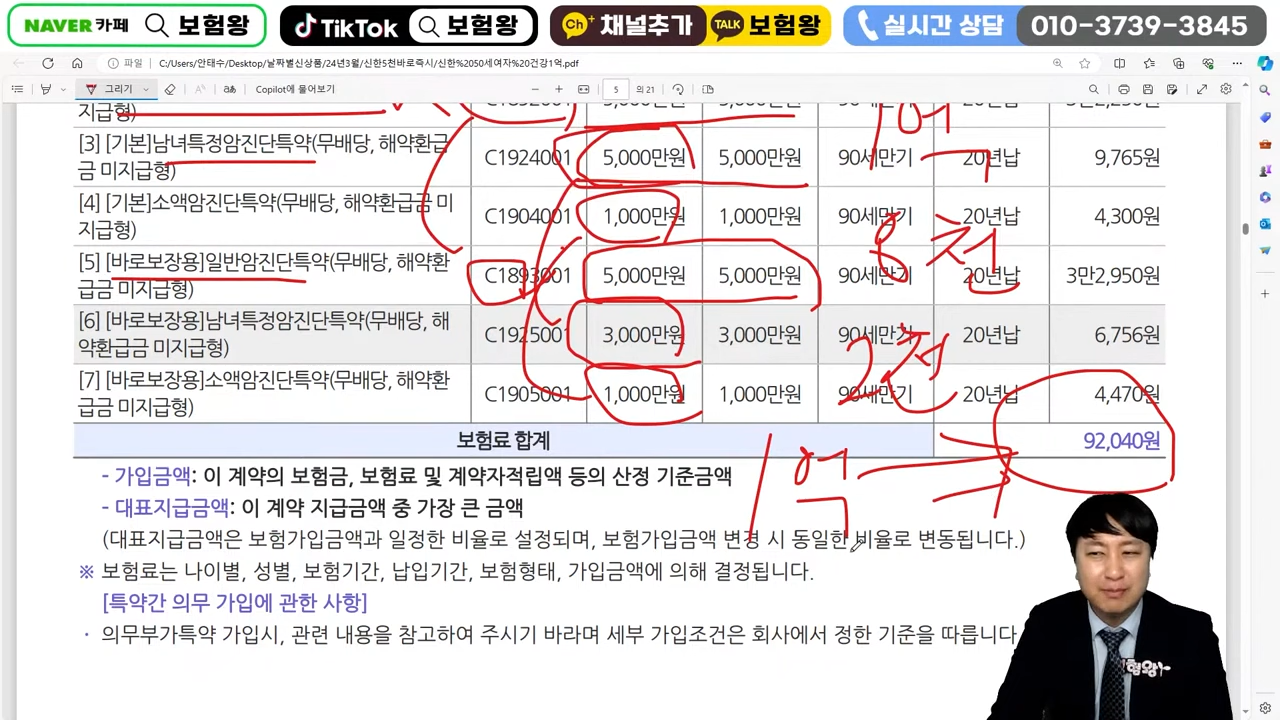 NAVER 카페 보험왕 TikTok 보험왕 Ch+ 채널추가 TALK 보험왕 실시간 상담 010-3739-3845
파일 C:/Users/안태수/Desktop/날짜별신상품/24년3월/신한5천바로즉시/신한%2050세여자%20건강1억.pdf
그리기 aあ Copilot에 물어보기 5 의 21
지급형)
[3] [기본]남녀특정암진단특약(무배당, 해약환급금 미지급형) C1924001 5,000만원 5,000만원 90세만기 20년납 9,765원
[4] [기본]소액암진단특약(무배당, 해약환급금 미지급형) C1904001 1,000만원 1,000만원 90세만기 20년납 4,300원
[5] [바로보장용]일반암진단특약(무배당, 해약환급금 미지급형) C1893001 5,000만원 5,000만원 90세만기 20년납 3만2,950원
[6] [바로보장용]남녀특정암진단특약(무배당, 해약환급금 미지급형) C1925001 3,000만원 3,000만원 90세만기 20년납 6,756원
[7] [바로보장용]소액암진단특약(무배당, 해약환급금 미지급형) C1905001 1,000만원 1,000만원 90세만기 20년납 4,470원
1억
8천
2천
보험료 합계 92,040원
1억
- 가입금액: 이 계약의 보험금, 보험료 및 계약자적립액 등의 산정 기준금액
- 대표지급금액: 이 계약 지급금액 중 가장 큰 금액
(대표지급금액은 보험가입금액과 일정한 비율로 설정되며, 보험가입금액 변경 시 동일한 비율로 변동됩니다.)
※ 보험료는 나이별, 성별, 보험기간, 납입기간, 보험형태, 가입금액에 의해 결정됩니다.
[특약간 의무 가입에 관한 사항]
· 의무부가특약 가입시, 관련 내용을 참고하여 주시기 바라며 세부 가입조건은 회사에서 정한 기준을 따릅니다
보험왕